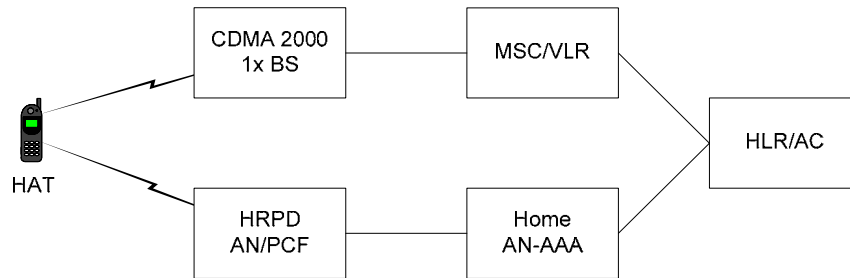 CDMA 2000
1x BS
MSC/VLR
HLR/AC
HAT
HRPD
AN/PCF
Home
AN-AAA